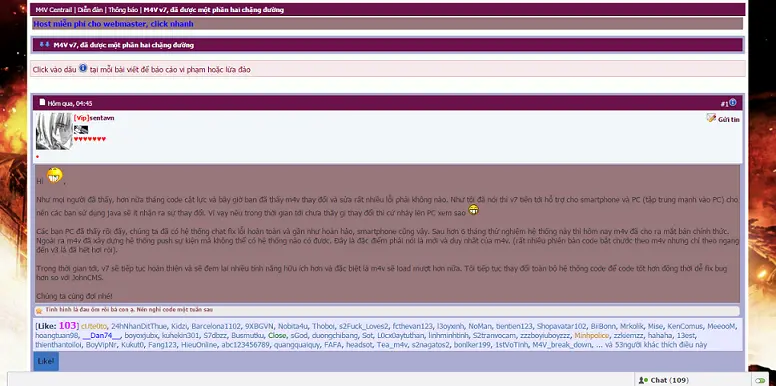 M4V Centrail | Diễn đàn | Thông báo | M4V v7, đã được một phần hai chặng đường
Host miễn phí cho webmaster, click nhanh
M4V v7, đã được một phần hai chặng đường
Click vào dấu tại mỗi bài viết để báo cáo vi phạm hoặc lừa đảo
Hôm qua, 04:45
#1
[Vip]sentavn
Gửi tin
Hi ,
Như mọi người đã thấy, hơn nửa tháng code cật lực và bây giờ bạn đã thấy m4v thay đổi và sửa rất nhiều lỗi phải không nào. Như tôi đã nói thì v7 tiến tới hỗ trợ cho smartphone và PC (tập trung mạnh vào PC) cho
nên các bạn sử dụng java sẽ ít nhận ra sự thay đổi. Vì vậy nếu trong thời gian tới chưa thấy gì thay đổi thì cứ nhảy lên PC xem sao
Các bạn PC đã thấy rồi đấy, chúng ta đã có hệ thống chat fix lỗi hoàn toàn và gần như hoàn hảo, smartphone cũng vậy. Sau hơn 6 tháng thử nghiệm hệ thống này thì hôm nay m4v đã cho ra mắt bản chính thức.
Ngoài ra m4v đã xây dựng hệ thống push sự kiện mà không thể có hệ thống nào có được. Đây là đặc điểm phải nói là mới và duy nhất của m4v. (rất nhiều phiên bản code bắt chước theo m4v nhưng chỉ theo ngang
đến v3 là đã hết hơi rồi).
Trong thời gian tới, v7 sẽ tiếp tục hoàn thiện và sẽ đem lại nhiều tính năng hữu ích hơn và đặc biệt là m4v sẽ load mượt hơn nữa. Tôi tiếp tục thay đổi toàn bộ hệ thống code để code tốt hơn đồng thời dễ fix bug
hơn so với JohnCMS.
Chúng ta cùng đợi nhé!
Tình hình là đau ốm rồi bà con ạ. Nên nghỉ code một tuần sau
[Like: 103] cUte0to, 24hNhanDitThue, Kidzi, Barcelona1102, 9XBGVN, Nobita4u, Thoboi, s2Fuck_Loves2, fcthevan123, l3oyxinh, NoMan, tientien123, Shopavatar102, BiiBonn, Mrkolik, Mise, KenComus, MeeooM,
hoangtuan98, __Dan74__, boyoxjubx, kuhekin301, S7dbzz, Busmu9u, Close, sGod, duongchibang, Sot, L0cx0aytuthan, linhminhtinh, S2tranvocam, zzzboyiuboyzzz, Minhpolice, zzkiemzz, hahaha, 13est,
thienthantoiloi, BoyVipNr, Kukut0, Fang123, HieuOnline, abc123456789, quangquaiquy, FAFA, headsot, Tea_m4v, s2nagatos2, bonlker199, 1stVoTinh, M4V_break_down, ... và 53người khác thích điều này
Like!
Chat (109)